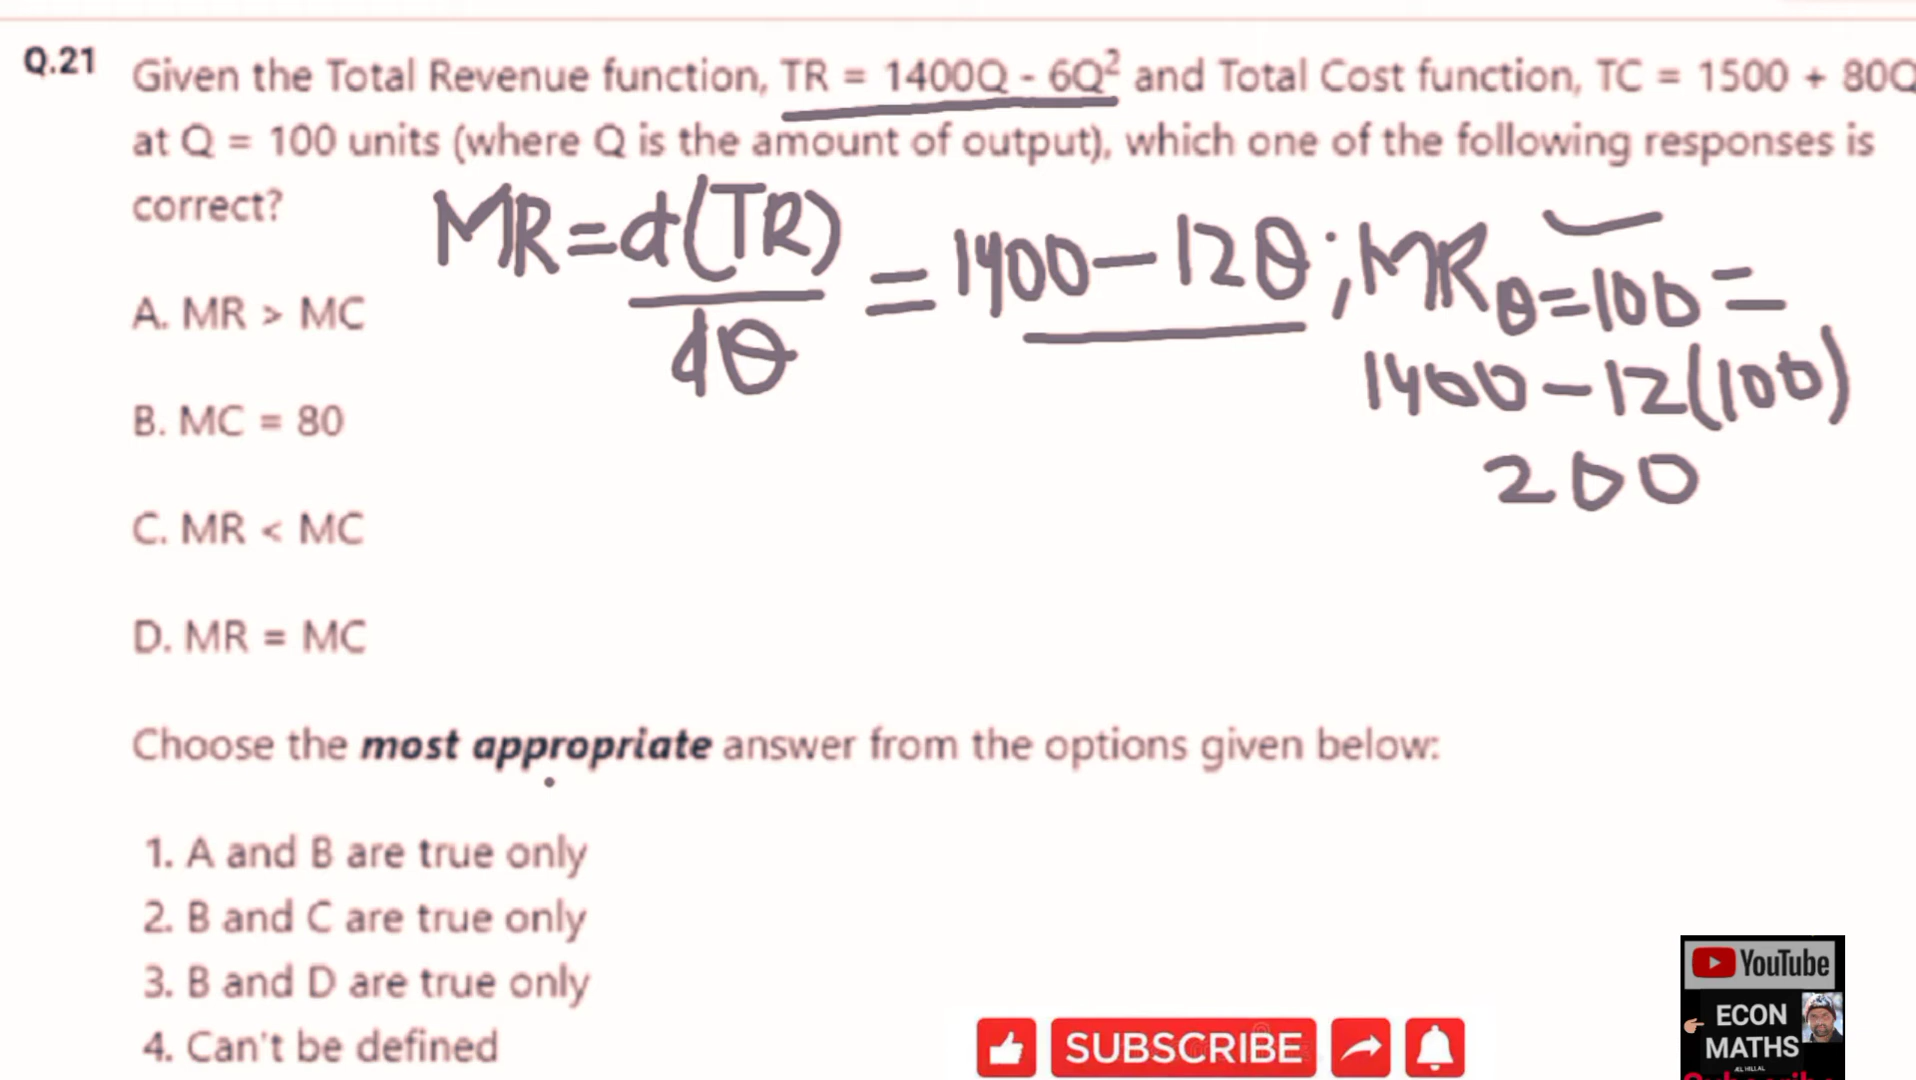 Q.21 Given the Total Revenue function, TR = 1400Q - 6Q² and Total Cost function, TC = 1500 + 80Q
at Q = 100 units (where Q is the amount of output), which one of the following responses is
correct?
MR = d(TR)/dθ = 1400 - 12θ ; MR θ=100 =
1400 - 12(100)
200
A. MR > MC
B. MC = 80
C. MR < MC
D. MR = MC
Choose the most appropriate answer from the options given below:
1. A and B are true only
2. B and C are true only
3. B and D are true only
4. Can't be defined
SUBSCRIBE
YouTube
ECON
MATHS